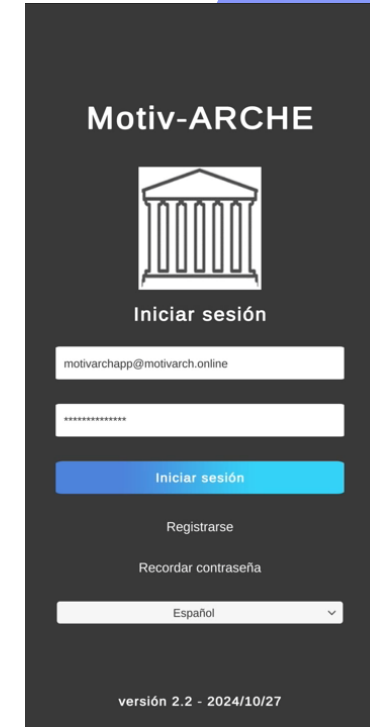 Motiv-ARCHE
Iniciar sesión
motivarchapp@motivarch.online
**************
Iniciar sesión
Registrarse
Recordar contraseña
Español
versión 2.2 - 2024/10/27